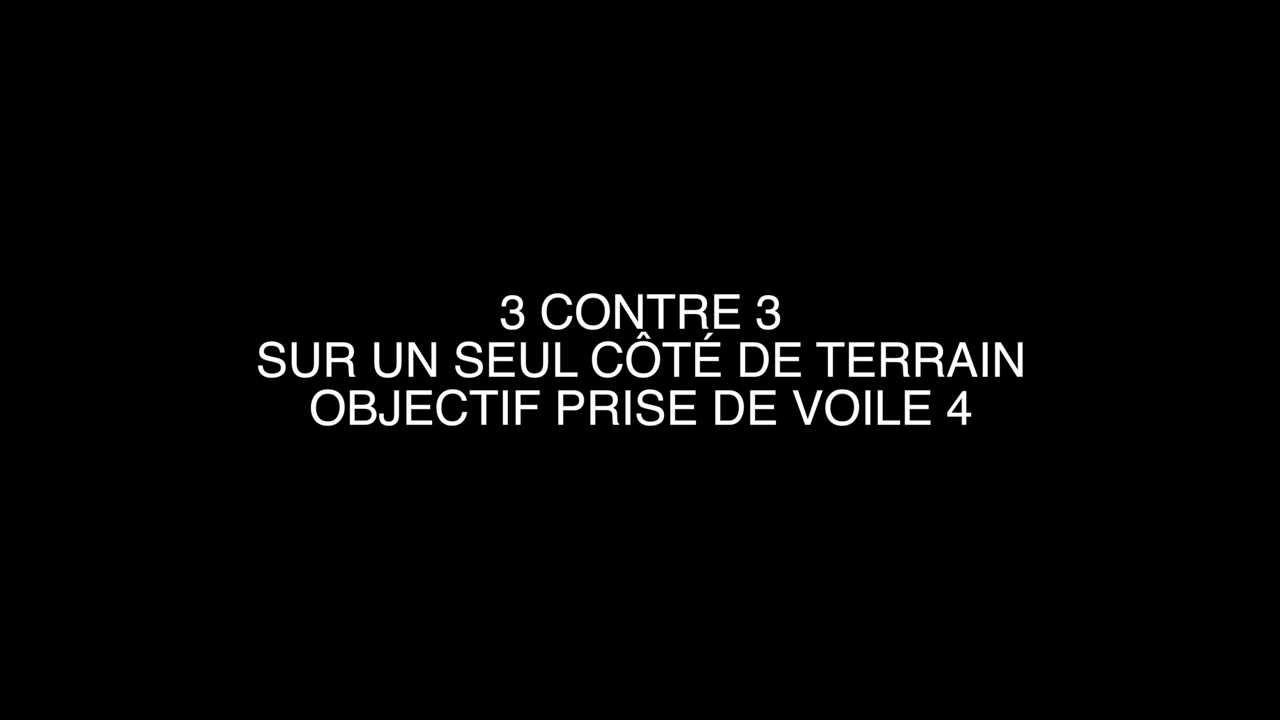 3 CONTRE 3
SUR UN SEUL CÔTÉ DE TERRAIN
OBJECTIF PRISE DE VOILE 4